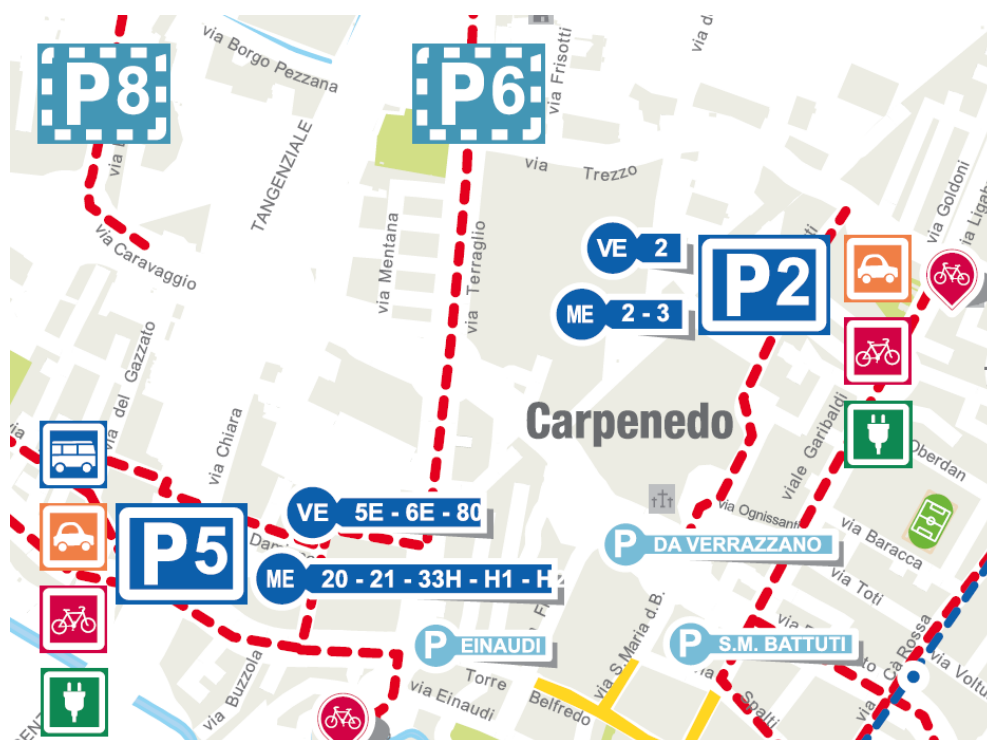 via Borgo Pezzana
via Frisotti
P8
P6
TANGENZIALE
via
Trezzo
via Goldoni
via Caravaggio
via Mentana
via Terraglio
VE 2
ME 2 - 3
P2
via del Gazzato
via Chiara
via
Carpenedo
viale Garibaldi
Oberdan
VE 5E - 6E - 80
P5
via Ognissanti
via Baracca
P DA VERRAZZANO
ME 20 - 21 - 33H - H1 - H2
via Toti
P EINAUDI
via S.Maria d.B.
P S.M. BATTUTI
Cà Rossa
via Buzzola
via Einaudi
Torre
Belfredo
Spalti
via